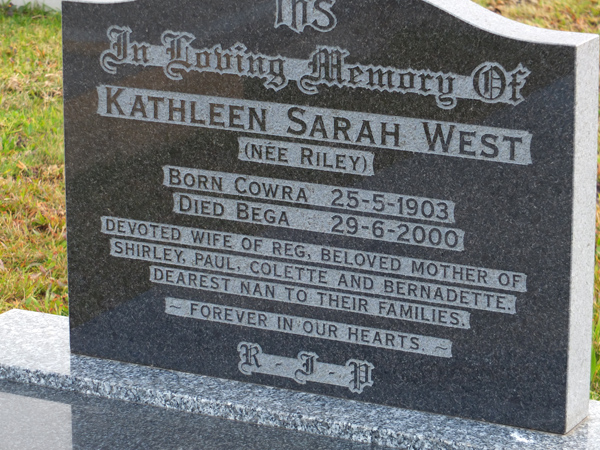 IHS
In Loving Memory Of
KATHLEEN SARAH WEST
(NÉE RILEY)
BORN COWRA 25-5-1903
DIED BEGA 29-6-2000
DEVOTED WIFE OF REG, BELOVED MOTHER OF
SHIRLEY, PAUL, COLETTE AND BERNADETTE.
DEAREST NAN TO THEIR FAMILIES.
~ FOREVER IN OUR HEARTS. ~
R - I - P